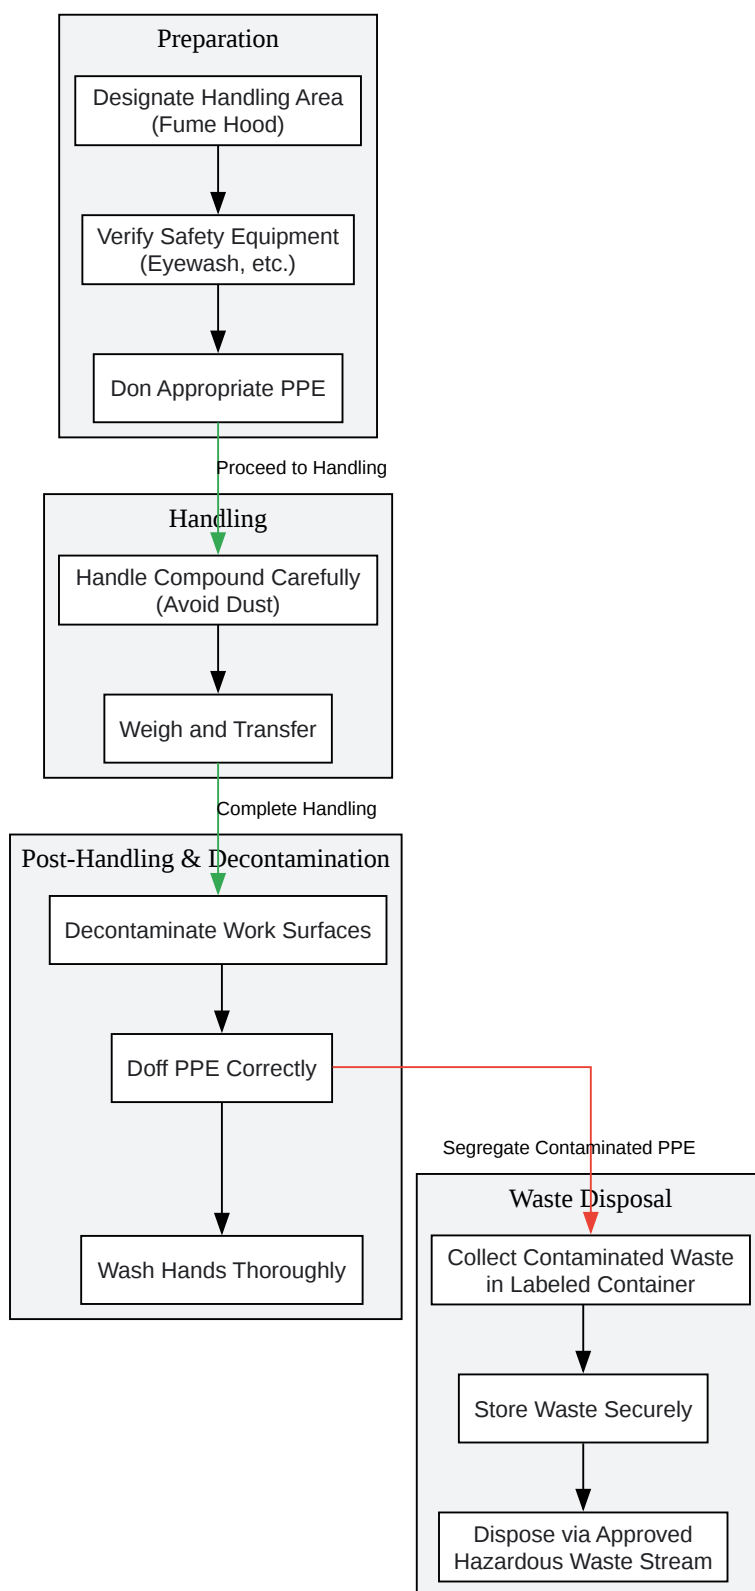 Preparation
Designate Handling Area
(Fume Hood)
Verify Safety Equipment
(Eyewash, etc.)
Don Appropriate PPE
Proceed to Handling
Handling
Handle Compound Carefully
(Avoid Dust)
Weigh and Transfer
Complete Handling
Post-Handling & Decontamination
Decontaminate Work Surfaces
Doff PPE Correctly
Wash Hands Thoroughly
Segregate Contaminated PPE
Waste Disposal
Collect Contaminated Waste
in Labeled Container
Store Waste Securely
Dispose via Approved
Hazardous Waste Stream